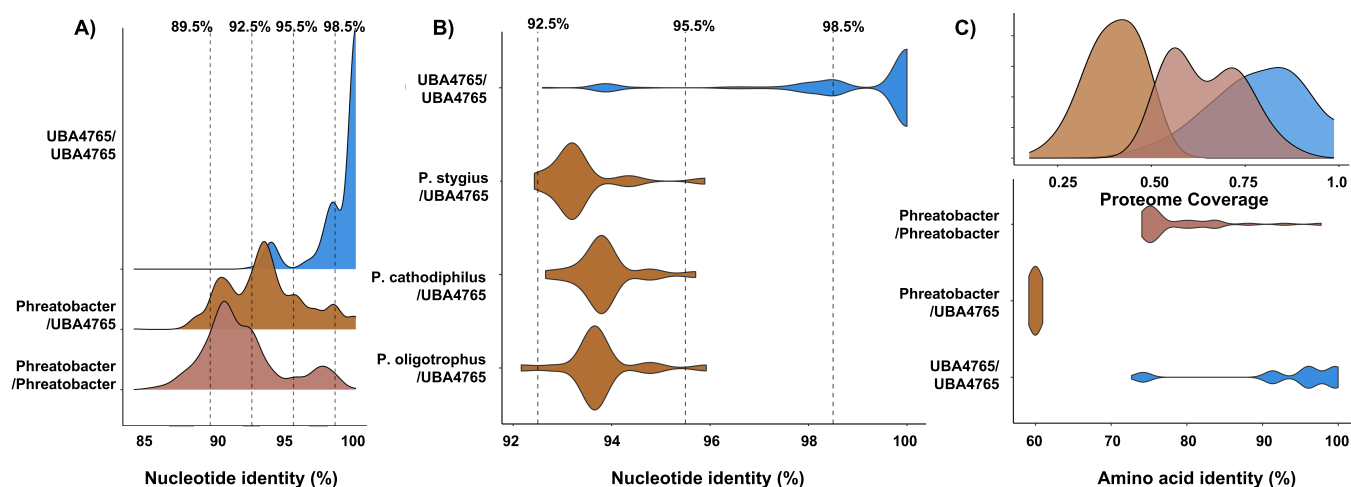 A)
89.5% 92.5% 95.5% 98.5%
UBA4765/
UBA4765
Phreatobacter
/UBA4765
Phreatobacter
/Phreatobacter
85 90 95 100
Nucleotide identity (%)
B)
92.5% 95.5% 98.5%
UBA4765/
UBA4765
P. stygius
/UBA4765
P. cathodiphilus
/UBA4765
P. oligotrophus
/UBA4765
92 94 96 98 100
Nucleotide identity (%)
C)
0.25 0.50 0.75 1.0
Proteome Coverage
Phreatobacter
/Phreatobacter
Phreatobacter
/UBA4765
UBA4765/
UBA4765
60 70 80 90 100
Amino acid identity (%)